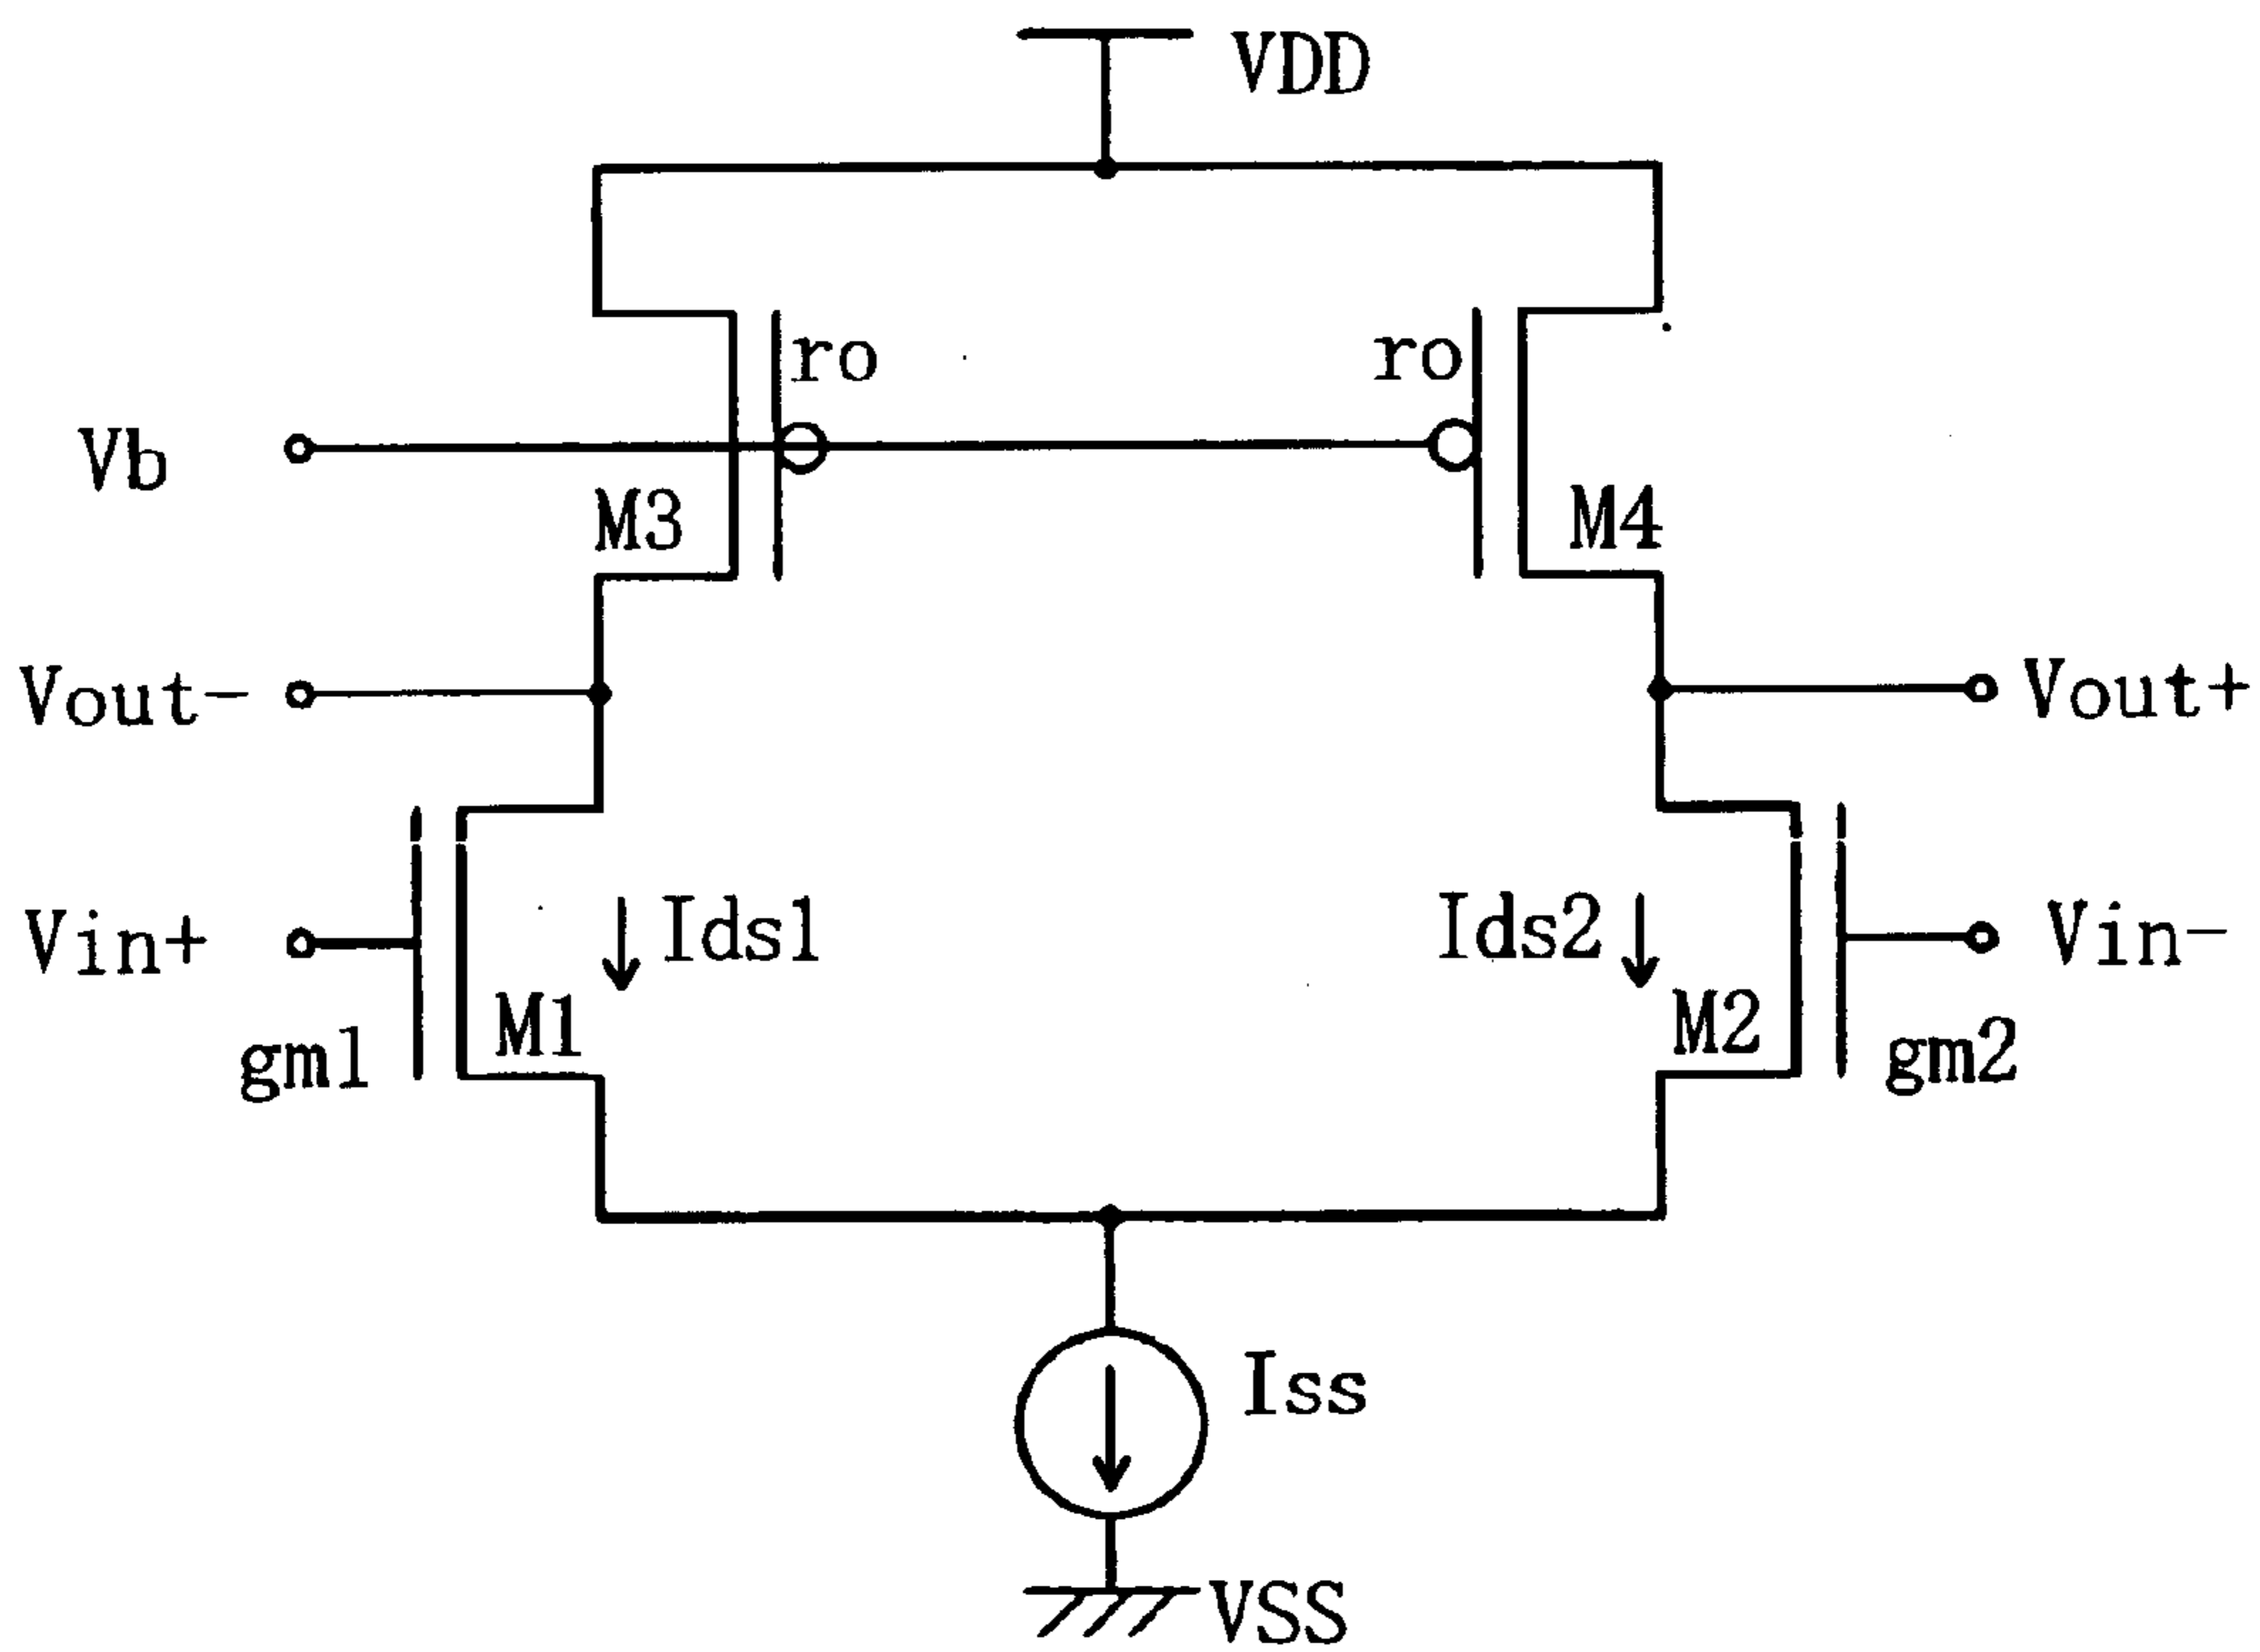 VDD
ro
ro
Vb
M3
M4
Vout-
Vout+
Vin+
Ids1
Ids2
Vin-
M1
M2
gm1
gm2
Iss
VSS